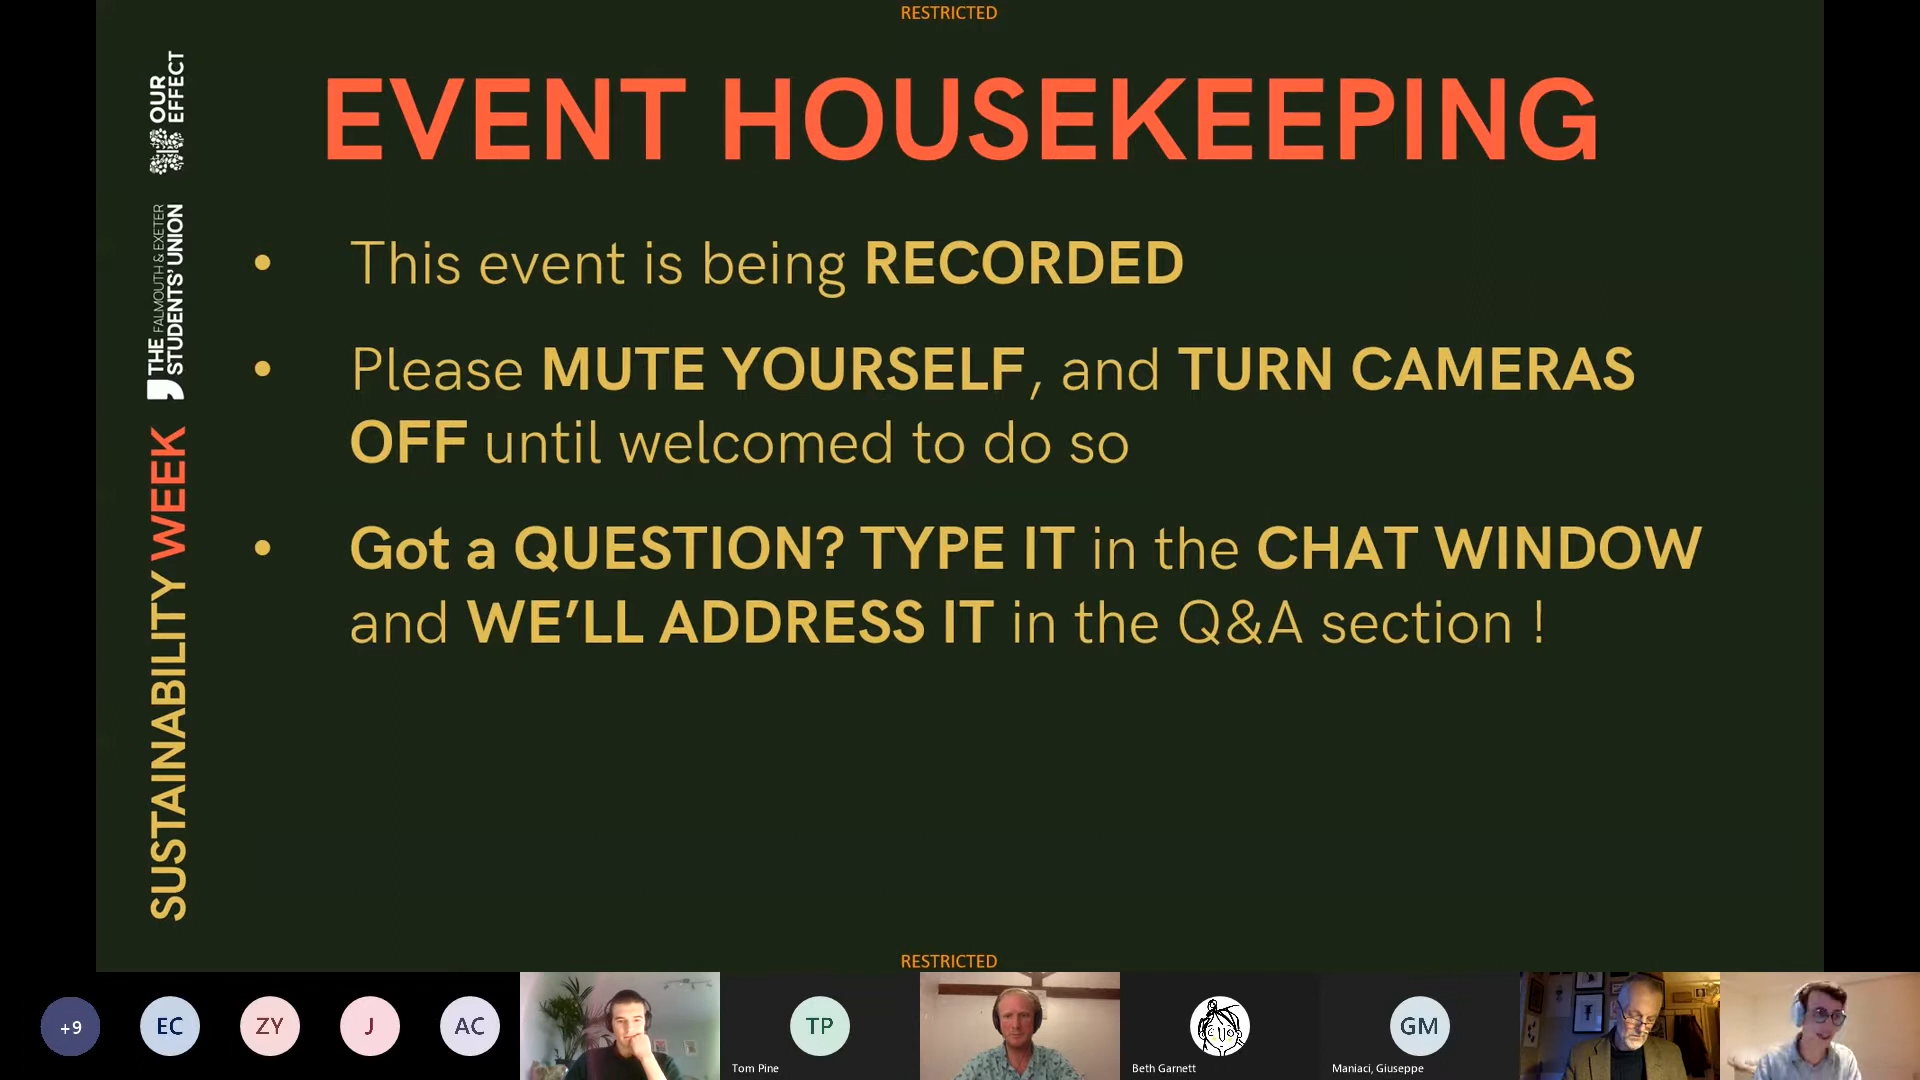 RESTRICTED
OUR
EFFECT
THE FALMOUTH & EXETER
STUDENTS' UNION
SUSTAINABILITY WEEK
EVENT HOUSEKEEPING
• This event is being RECORDED
• Please MUTE YOURSELF, and TURN CAMERAS
OFF until welcomed to do so
• Got a QUESTION? TYPE IT in the CHAT WINDOW
and WE’LL ADDRESS IT in the Q&A section !
RESTRICTED
+9
EC
ZY
J
AC
TP
Tom Pine
Beth Garnett
GM
Maniaci, Giuseppe